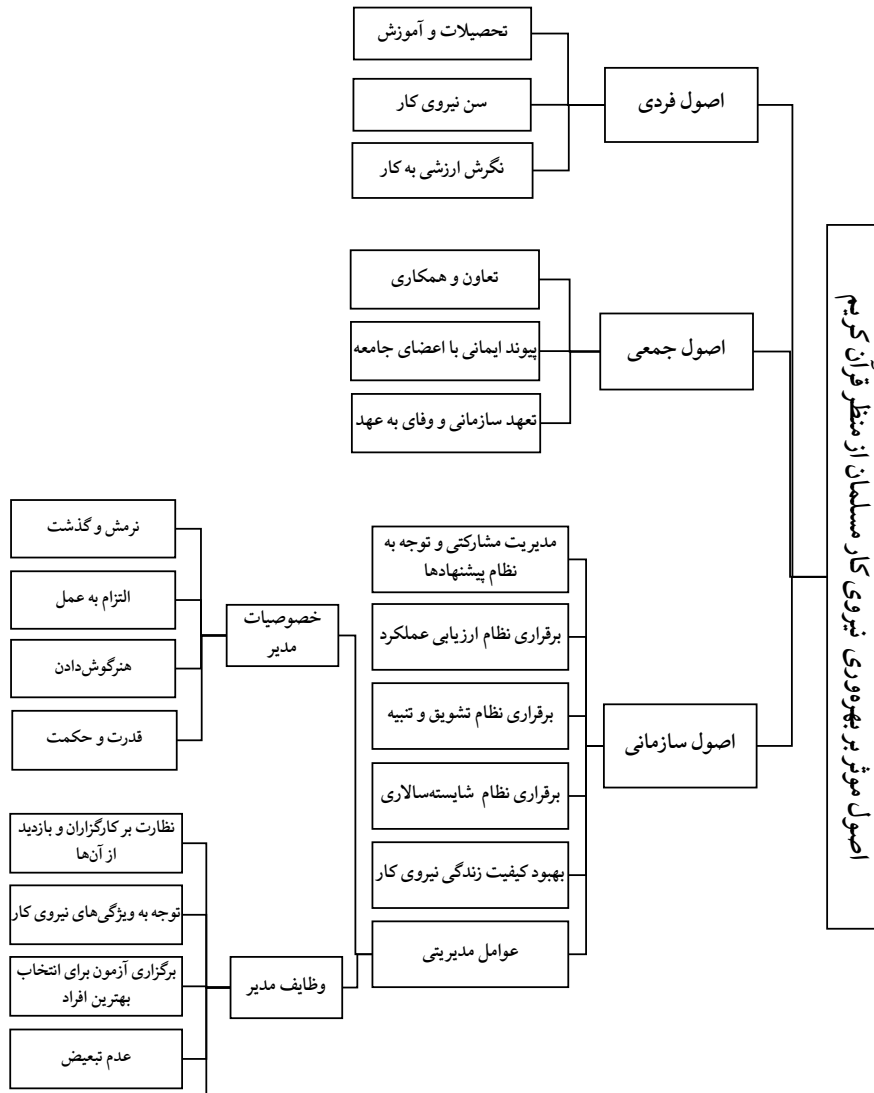 اصول موثر بر بهره‌وری نیروی کار مسلمان از منظر قرآن کریم
اصول فردی
تحصیلات و آموزش
سن نیروی کار
نگرش ارزشی به کار
اصول جمعی
تعاون و همکاری
پیوند ایمانی با اعضای جامعه
تعهد سازمانی و وفای به عهد
اصول سازمانی
مدیریت مشارکتی و توجه به
نظام پیشنهادها
برقراری نظام ارزیابی عملکرد
برقراری نظام تشویق و تنبیه
برقراری نظام شایسته‌سالاری
بهبود کیفیت زندگی نیروی کار
عوامل مدیریتی
خصوصیات
مدیر
نرمش و گذشت
التزام به عمل
هنرگوش‌دادن
قدرت و حکمت
وظایف مدیر
نظارت بر کارگزاران و بازدید
از آن‌ها
توجه به ویژگی‌های نیروی کار
برگزاری آزمون برای انتخاب
بهترین افراد
عدم تبعیض